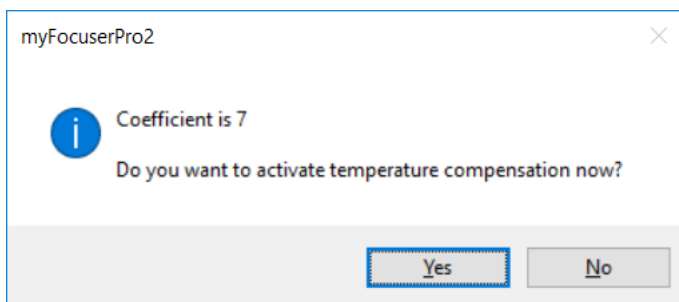 myFocuserPro2
Coefficient is 7
Do you want to activate temperature compensation now?
Yes
No